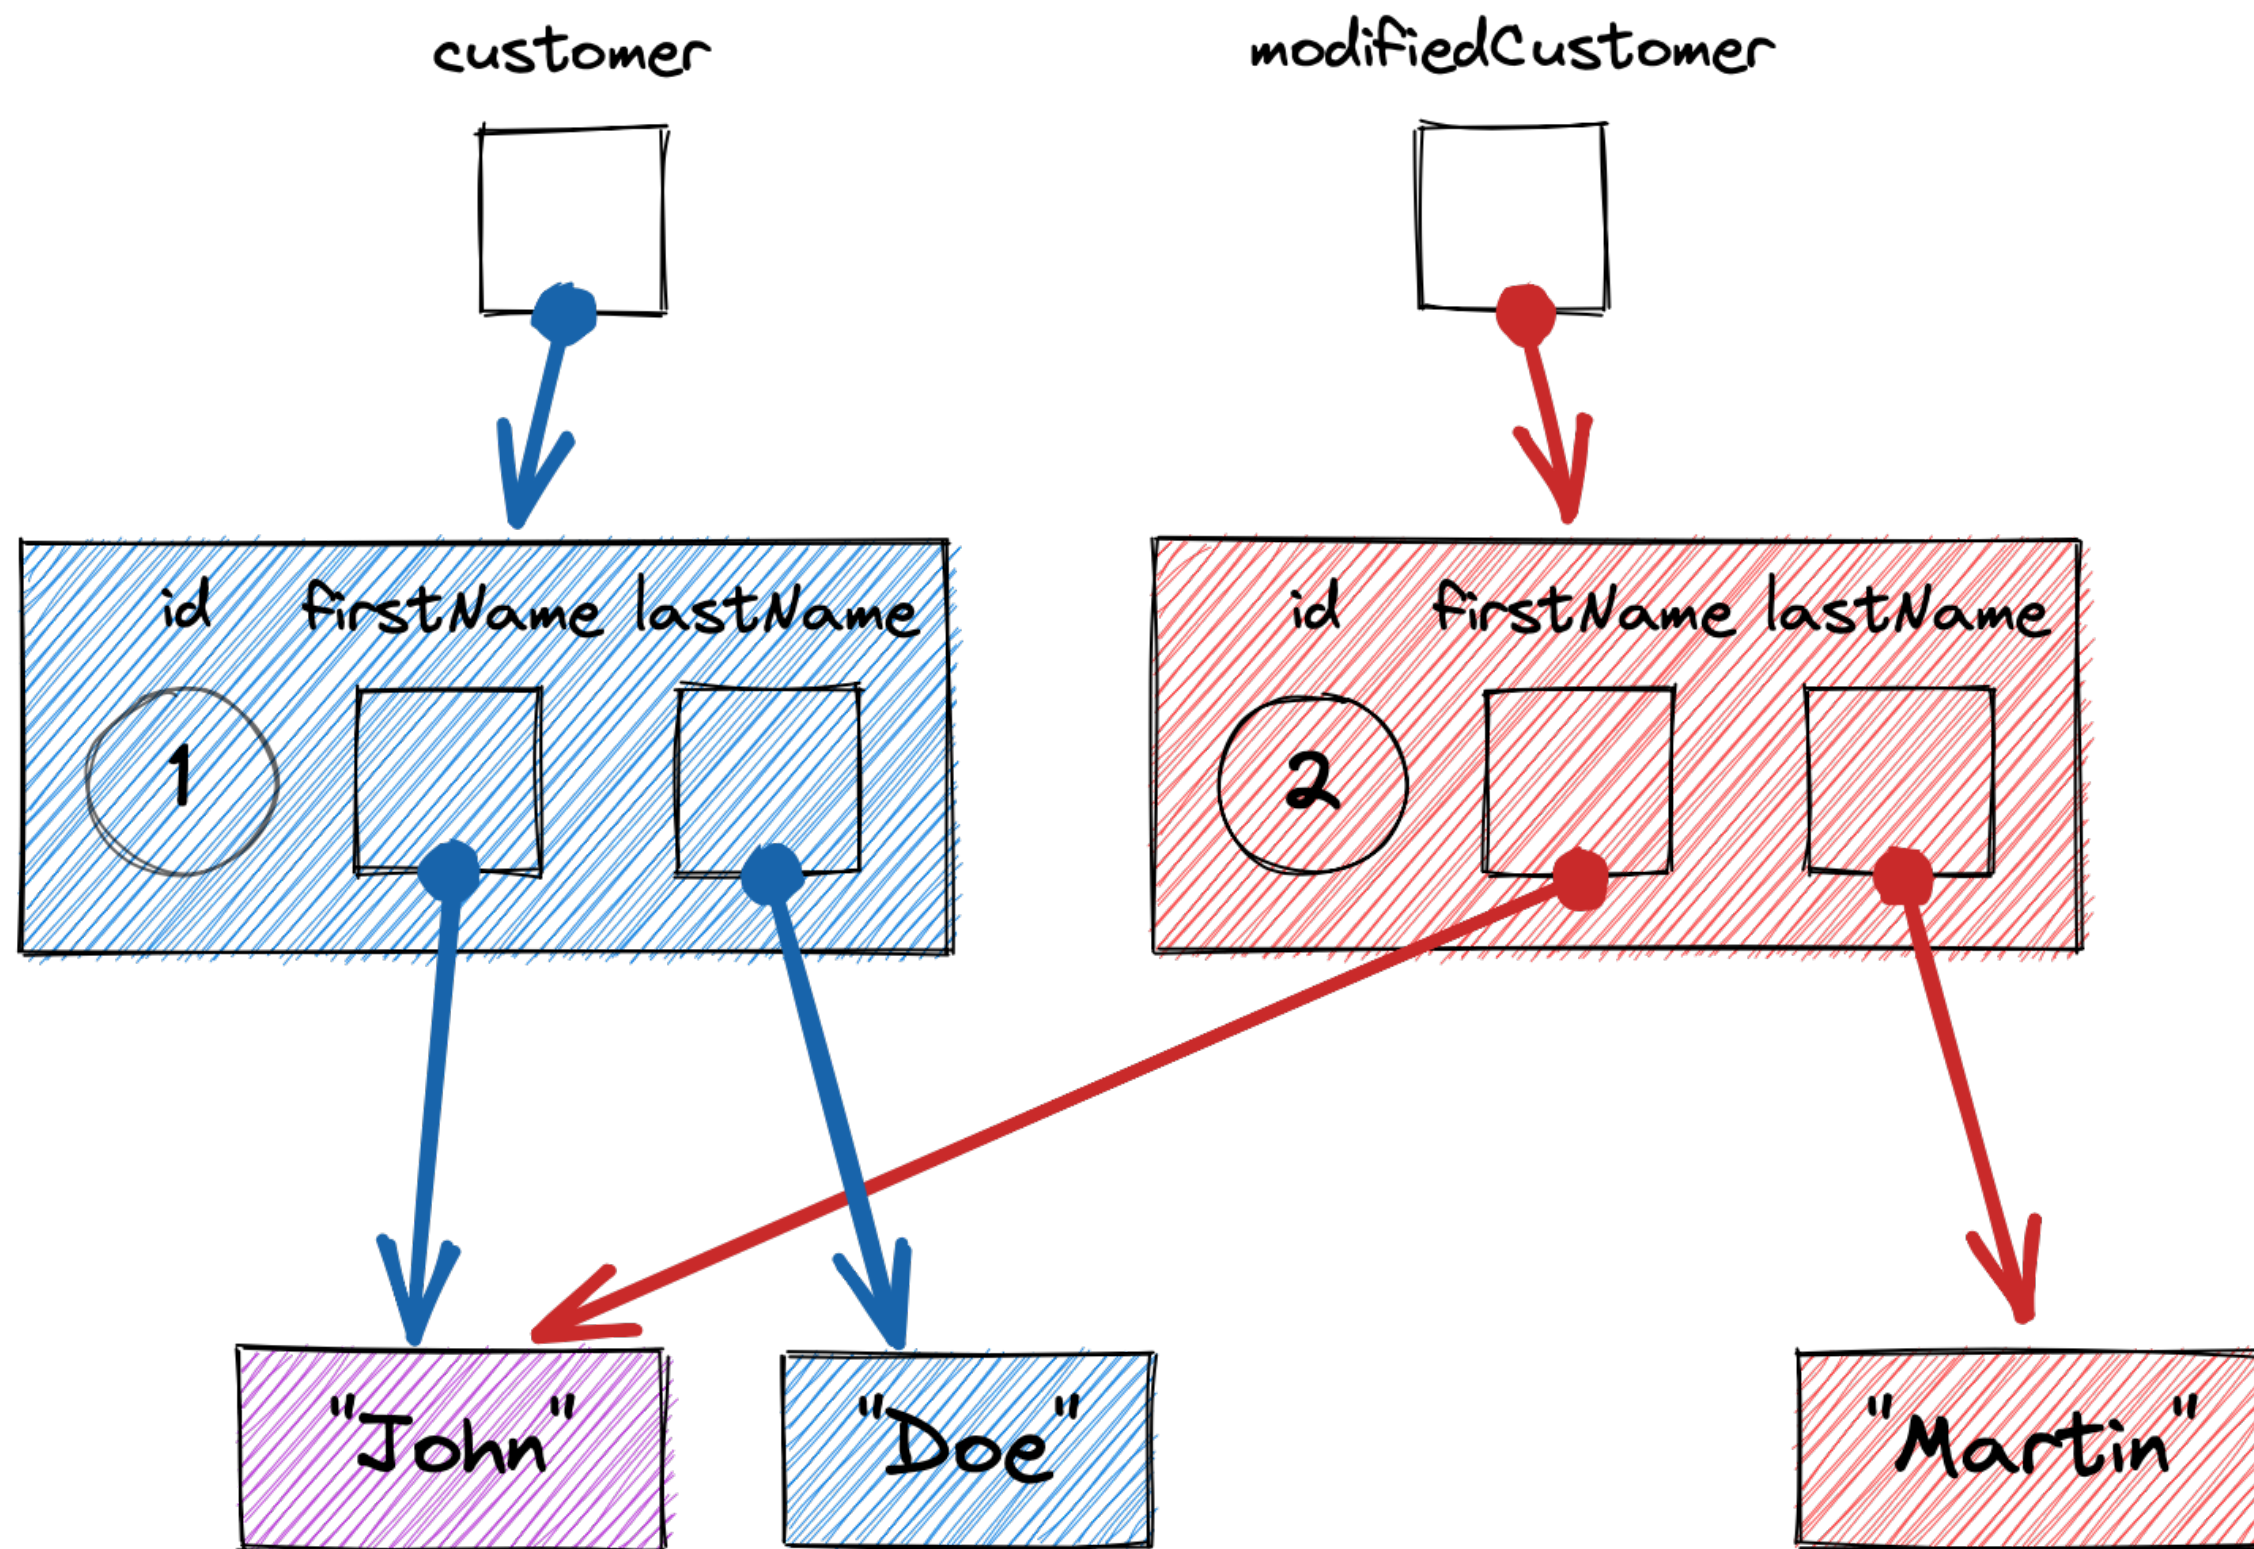 customer
modifiedCustomer
id firstName lastName
1
id firstName lastName
2
"John"
"Doe"
"Martin"